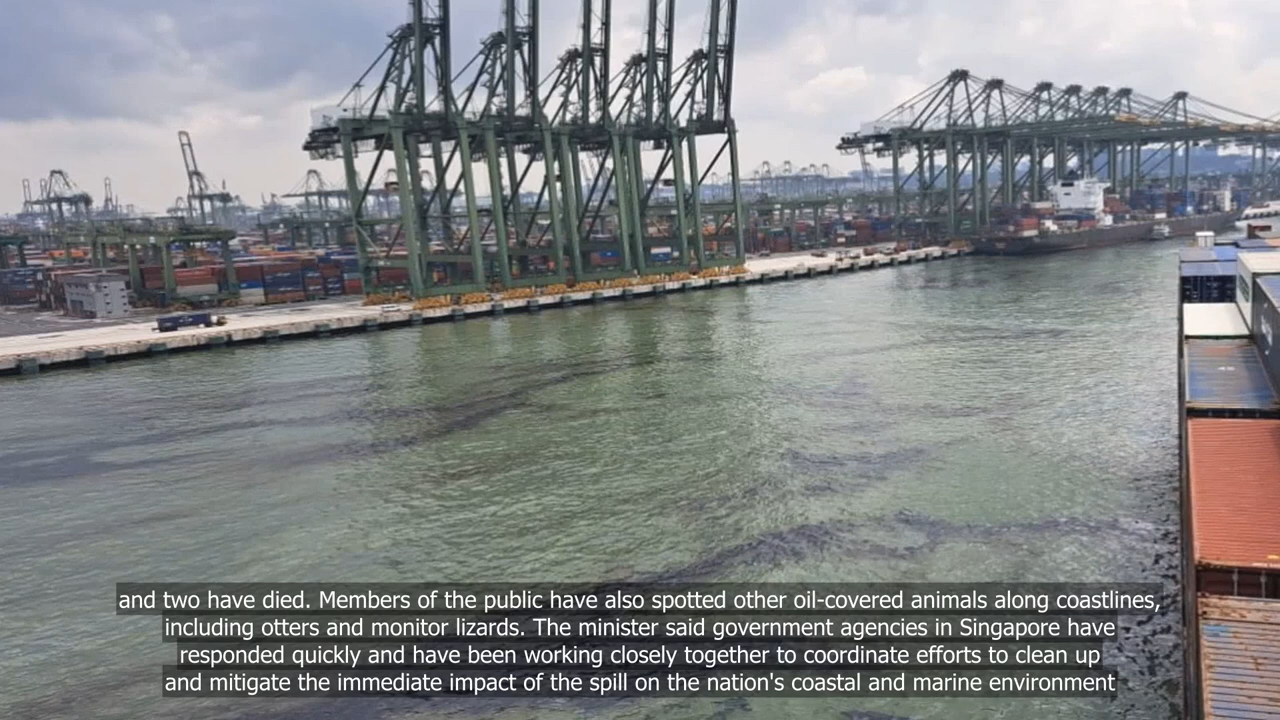 and two have died. Members of the public have also spotted other oil-covered animals along coastlines,
including otters and monitor lizards. The minister said government agencies in Singapore have
responded quickly and have been working closely together to coordinate efforts to clean up
and mitigate the immediate impact of the spill on the nation's coastal and marine environment